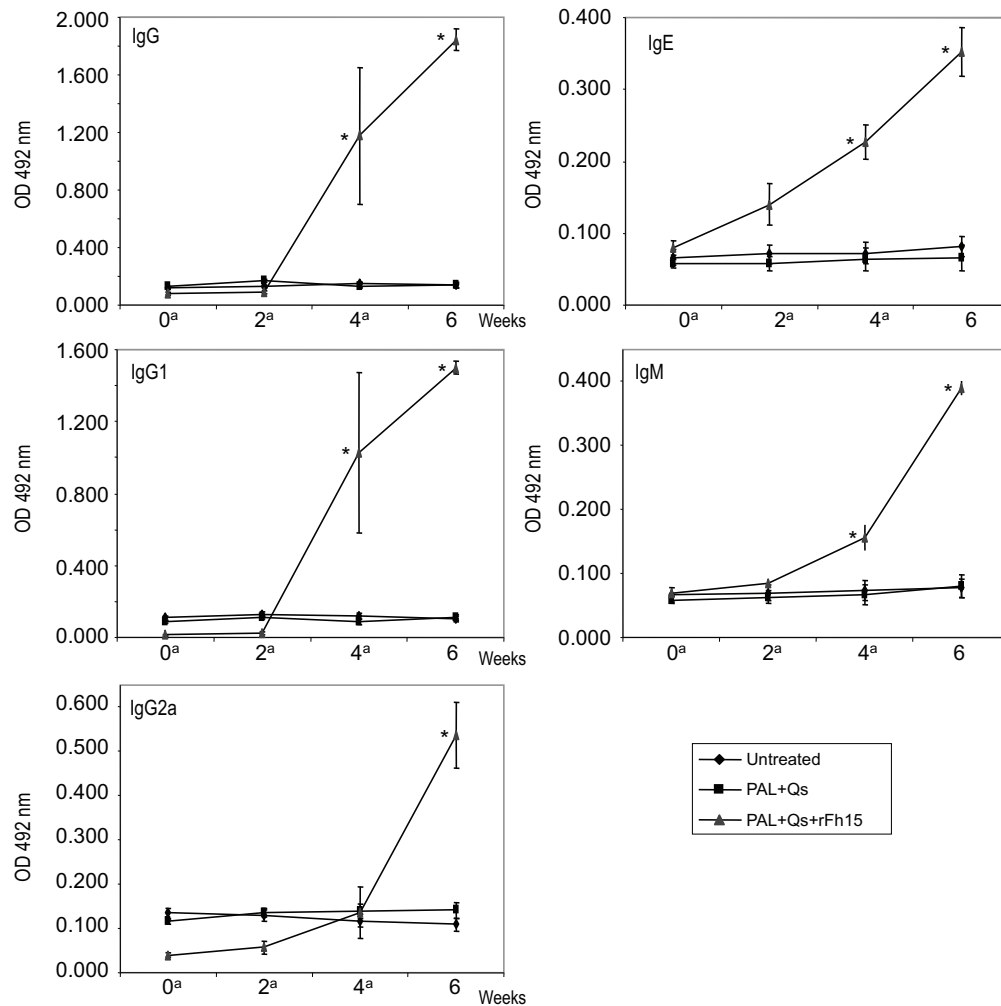 IgG
OD 492 nm
2.000
1.800
1.200
0.800
0.400
0.000
0ª
2ª
4ª
6
Weeks
*
*
IgE
OD 492 nm
0.400
0.300
0.200
0.100
0.000
0ª
2ª
4ª
6
*
*
IgG1
OD 492 nm
1.600
1.200
0.800
0.400
0.000
0ª
2ª
4ª
6
Weeks
*
*
IgM
OD 492 nm
0.400
0.300
0.200
0.100
0.000
0ª
2ª
4ª
6
*
*
IgG2a
OD 492 nm
0.600
0.500
0.400
0.300
0.200
0.100
0.000
0ª
2ª
4ª
6
Weeks
*
Untreated
PAL+Qs
PAL+Qs+rFh15